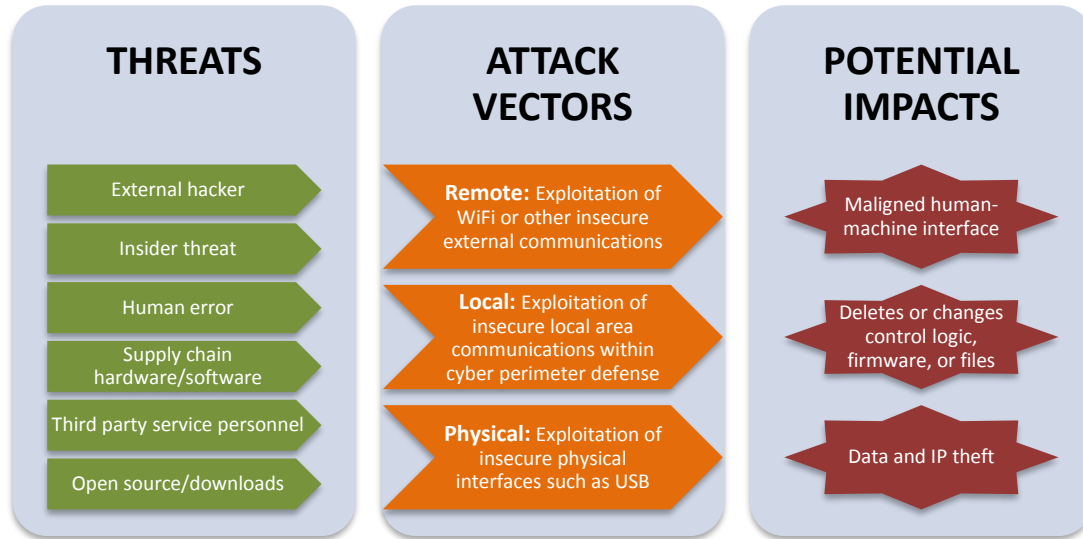 THREATS
External hacker
Insider threat
Human error
Supply chain
hardware/software
Third party service personnel
Open source/downloads
ATTACK
VECTORS
Remote: Exploitation of
WiFi or other insecure
external communications
Local: Exploitation of
insecure local area
communications within
cyber perimeter defense
Physical: Exploitation of
insecure physical
interfaces such as USB
POTENTIAL
IMPACTS
Maligned human-
machine interface
Deletes or changes
control logic,
firmware, or files
Data and IP theft